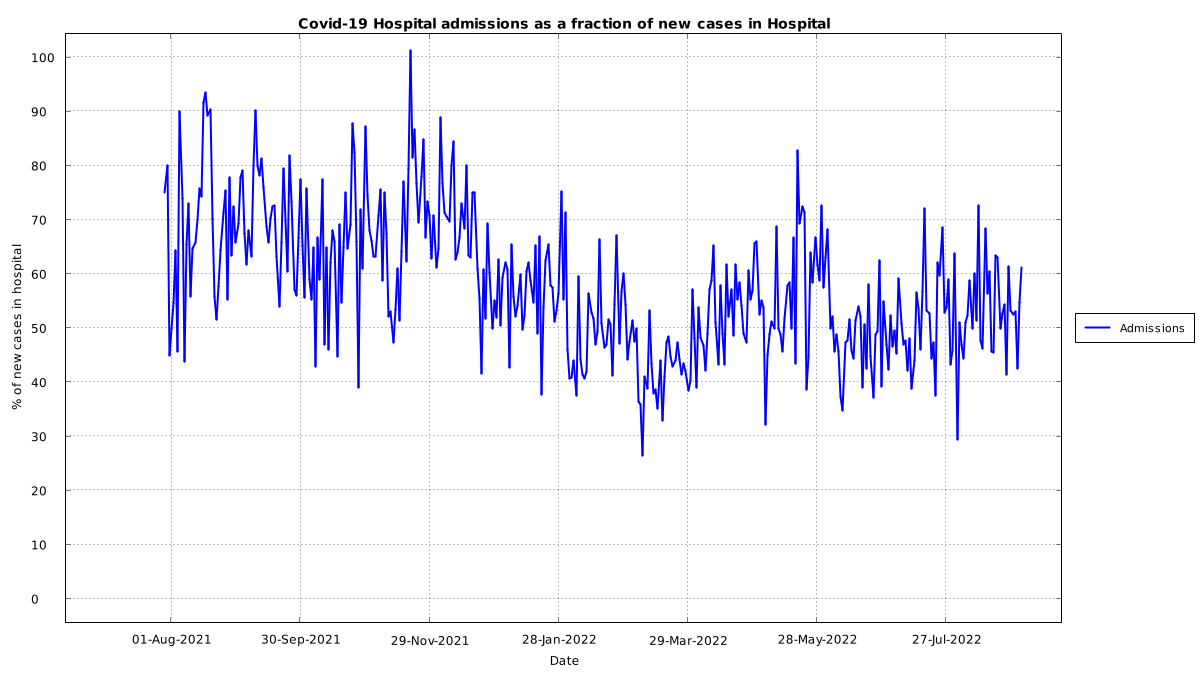 Covid-19 Hospital admissions as a fraction of new cases in Hospital
100
90
80
70
60
50
40
30
20
10
0
% of new cases in hospital
01-Aug-2021
30-Sep-2021
29-Nov-2021
28-Jan-2022
29-Mar-2022
28-May-2022
27-Jul-2022
Date
Admissions